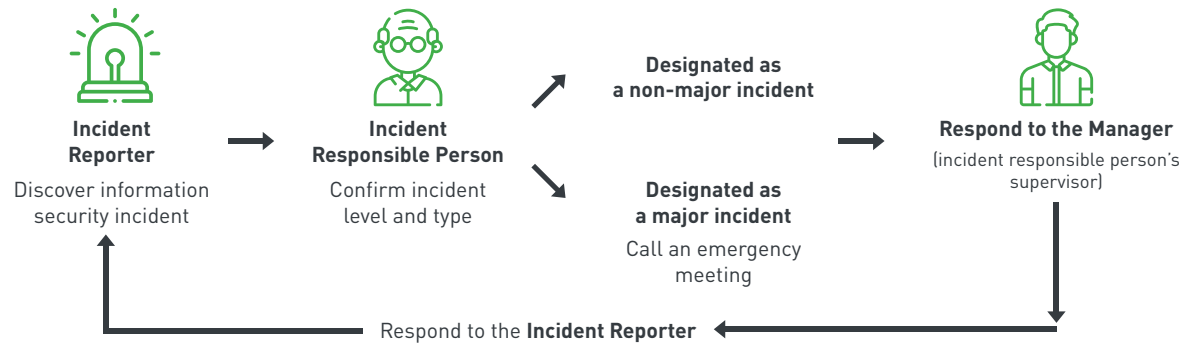 Incident
Reporter
Discover information
security incident
Incident
Responsible Person
Confirm incident
level and type
Designated as
a non-major incident
Designated as
a major incident
Call an emergency
meeting
Respond to the Manager
(incident responsible person's
supervisor)
Respond to the Incident Reporter